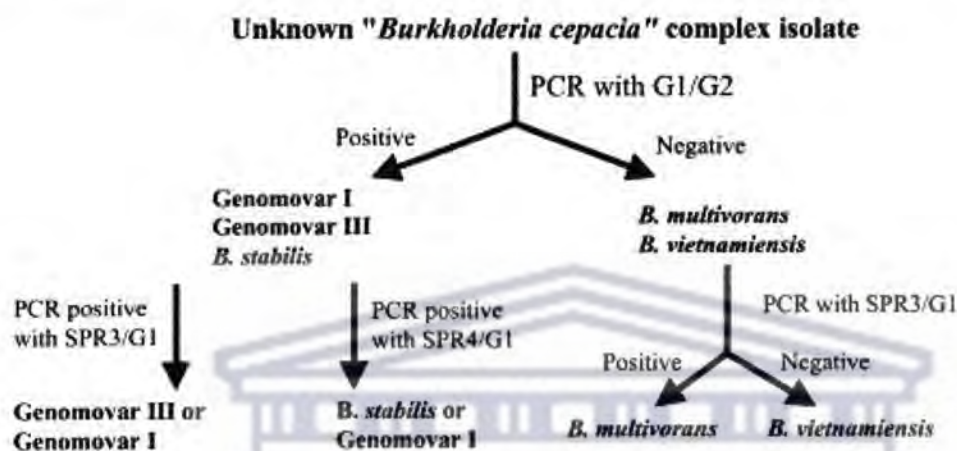 Unknown "Burkholderia cepacia" complex isolate
PCR with G1/G2
Positive
Negative
Genomovar I
Genomovar III
B. stabilis
B. multivorans
B. vietnamiensis
PCR positive
with SPR3/G1
PCR positive
with SPR4/G1
PCR with SPR3/G1
Positive
Negative
Genomovar III or
Genomovar I
B. stabilis or
Genomovar I
B. multivorans
B. vietnamiensis